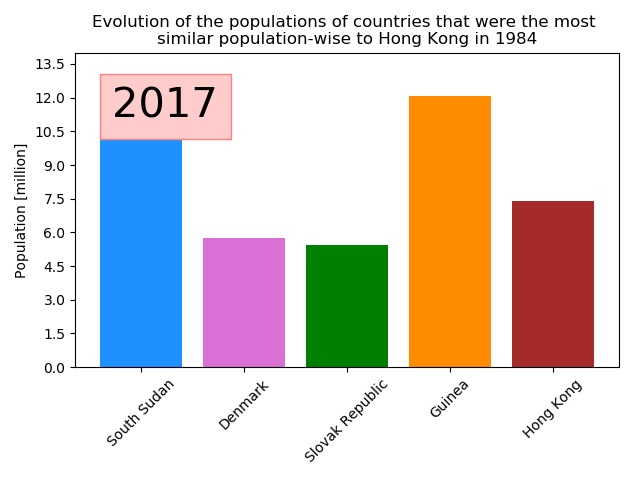 Evolution of the populations of countries that were the most
similar population-wise to Hong Kong in 1984
2017
Population [million]
13.5
12.0
10.5
9.0
7.5
6.0
4.5
3.0
1.5
0.0
South Sudan
Denmark
Slovak Republic
Guinea
Hong Kong